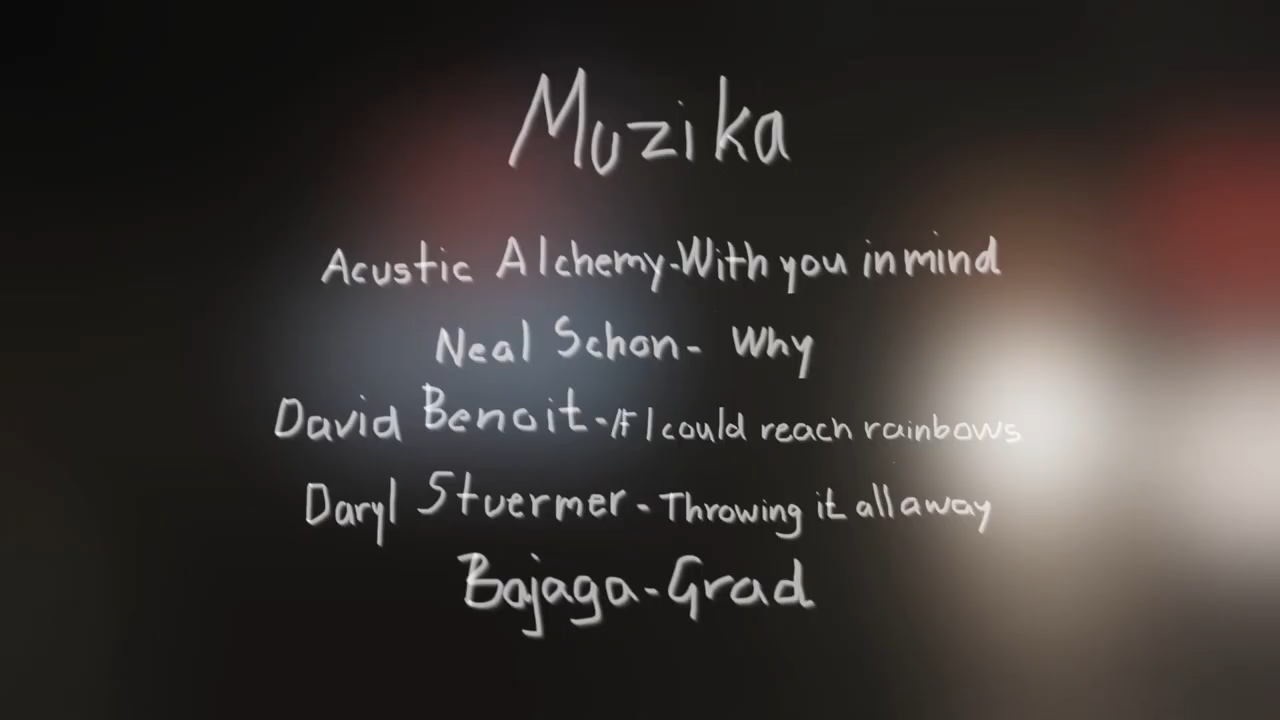 Muzika
Acustic Alchemy-With you in mind
Neal Schon- Why
David Benoit-If I could reach rainbows
Daryl Stuermer-Throwing it all away
Bajaga-Grad